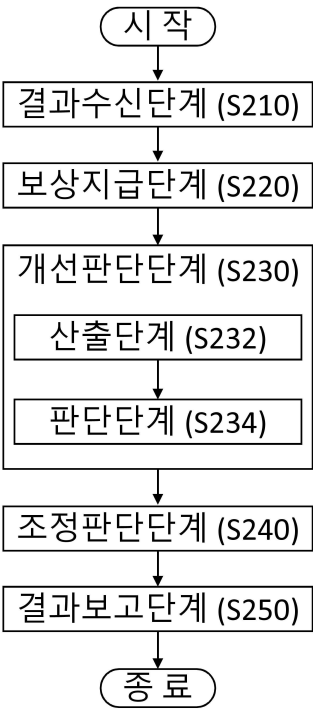 시 작
결과수신단계 (S210)
보상지급단계 (S220)
개선판단단계 (S230)
산출단계 (S232)
판단단계 (S234)
조정판단단계 (S240)
결과보고단계 (S250)
종 료